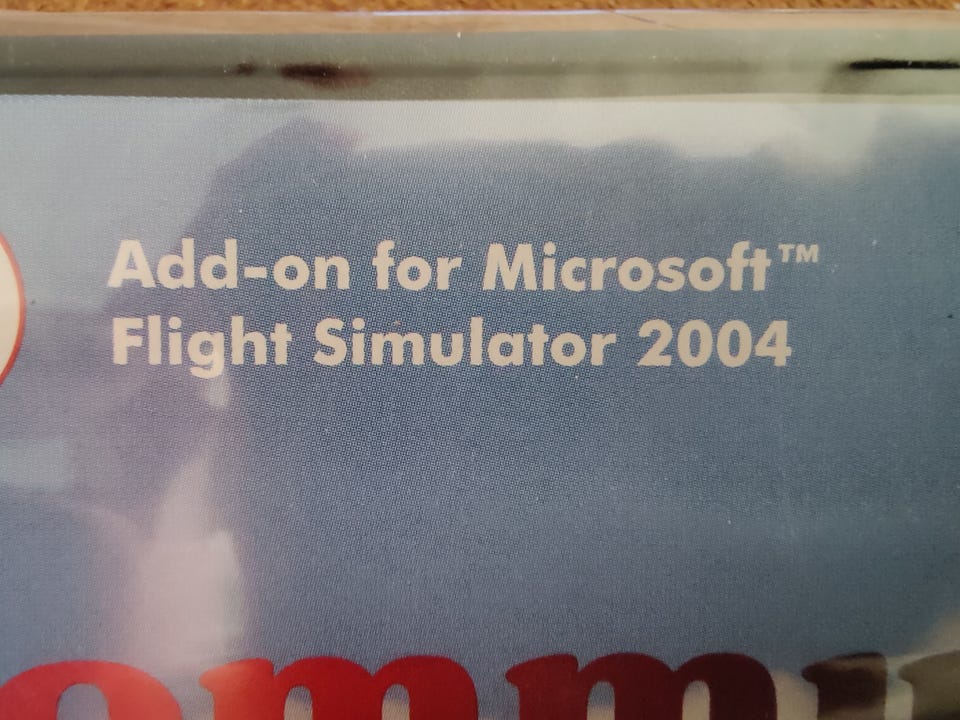 Add-on for Microsoft™
Flight Simulator 2004